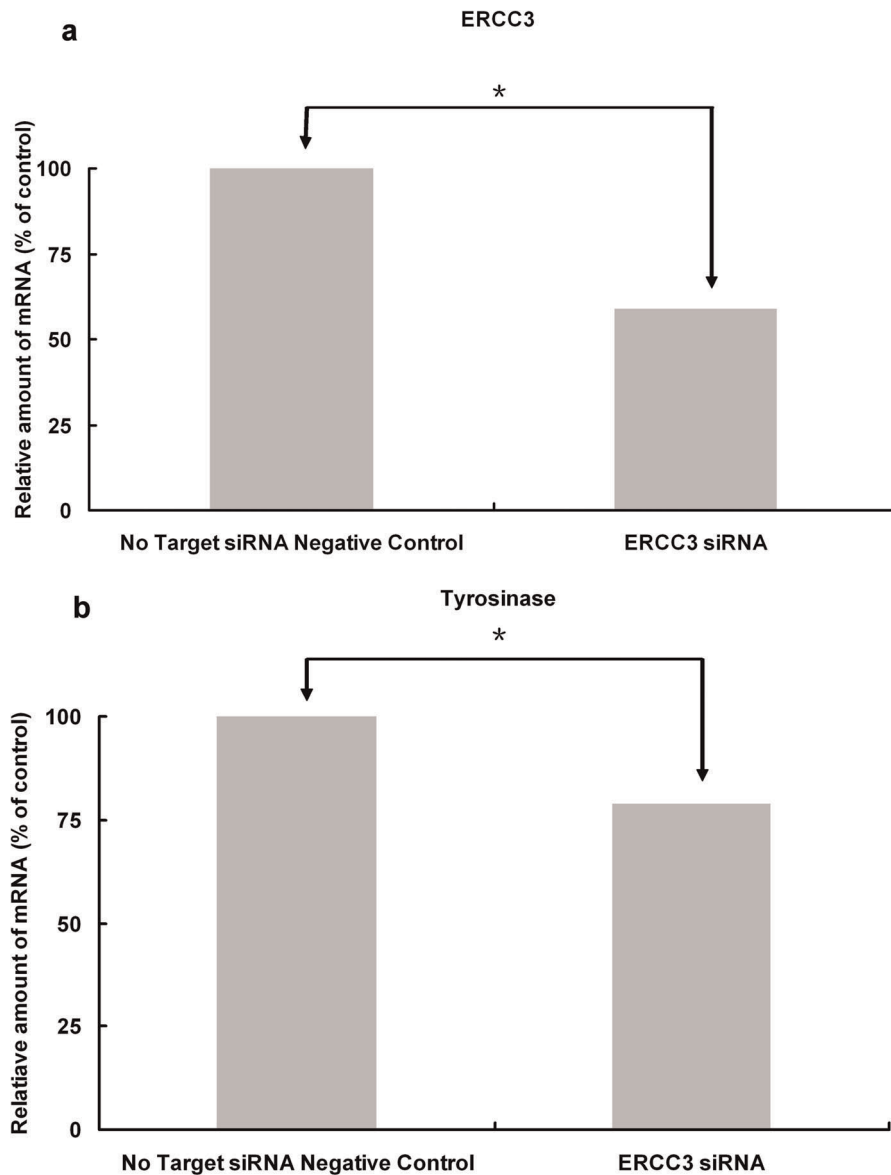 a
ERCC3
*
Relative amount of mRNA (% of control)
100
75
50
25
0
No Target siRNA Negative Control
ERCC3 siRNA
b
Tyrosinase
*
Relatiave amount of mRNA (% of control)
100
75
50
25
0
No Target siRNA Negative Control
ERCC3 siRNA